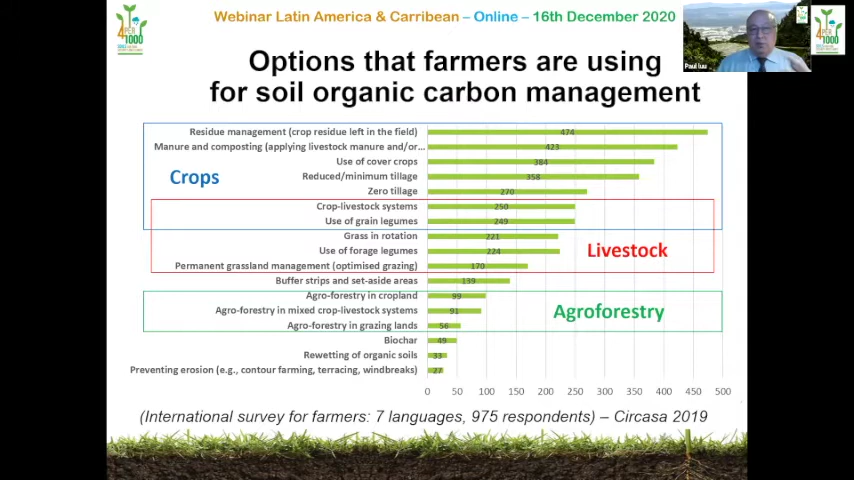 Webinar Latin America & Carribean – Online – 16th December 2020
4PER
1000
4PER
1000
Paul luu
Options that farmers are using
for soil organic carbon management
Residue management (crop residue left in the field) 474
Manure and composting (applying livestock manure and/or... 423
Use of cover crops 384
Reduced/minimum tillage 358
Zero tillage 270
Crop-livestock systems 250
Use of grain legumes 249
Grass in rotation 221
Use of forage legumes 224
Permanent grassland management (optimised grazing) 170
Buffer strips and set-aside areas 139
Agro-forestry in cropland 99
Agro-forestry in mixed crop-livestock systems 91
Agro-forestry in grazing lands 56
Biochar 49
Rewetting of organic soils 33
Preventing erosion (e.g., contour farming, terracing, windbreaks) 27
Crops
Livestock
Agroforestry
0 50 100 150 200 250 300 350 400 450 500
(International survey for farmers: 7 languages, 975 respondents) – Circasa 2019